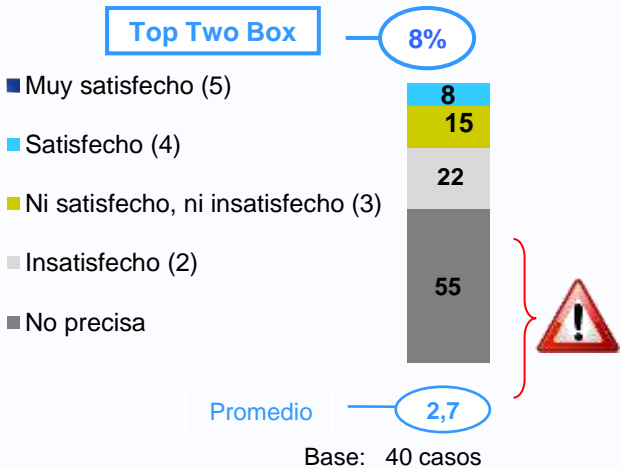 Top Two Box
8%
Muy satisfecho (5)
Satisfecho (4)
Ni satisfecho, ni insatisfecho (3)
Insatisfecho (2)
No precisa
8
15
22
55
!
Promedio
2,7
Base: 40 casos